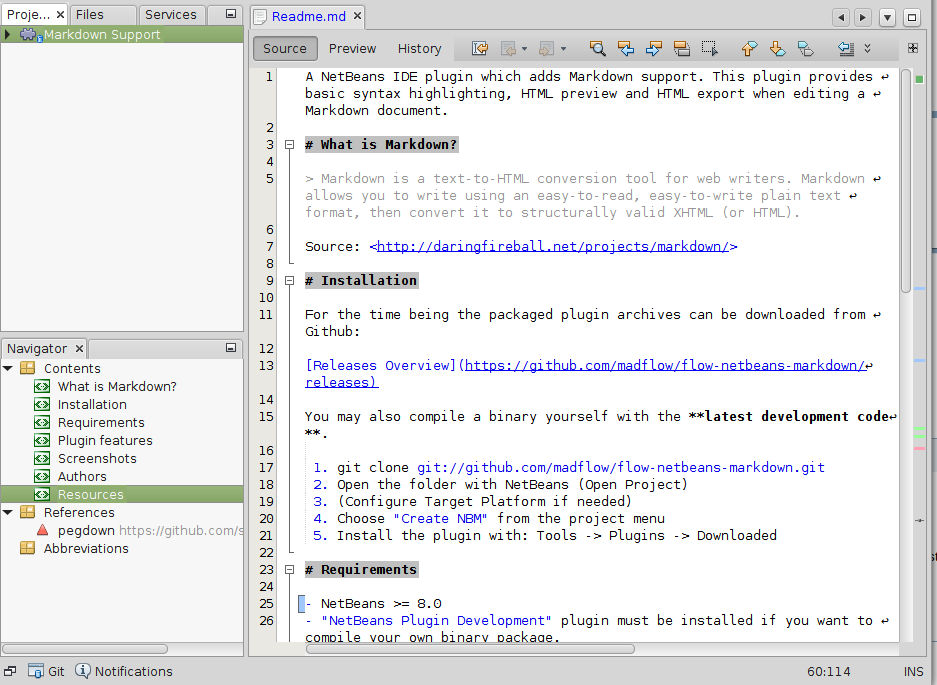 Proje...
Files
Services
Markdown Support
Navigator
Contents
What is Markdown?
Installation
Requirements
Plugin features
Screenshots
Authors
Resources
References
pegdown https://github.com/s
Abbreviations
Readme.md
Source Preview History
1 A NetBeans IDE plugin which adds Markdown support. This plugin provides ↩
basic syntax highlighting, HTML preview and HTML export when editing a ↩
Markdown document.
2
3 # What is Markdown?
4
5 > Markdown is a text-to-HTML conversion tool for web writers. Markdown ↩
allows you to write using an easy-to-read, easy-to-write plain text ↩
format, then convert it to structurally valid XHTML (or HTML).
6
7 Source: <http://daringfireball.net/projects/markdown/>
8
9 # Installation
10
11 For the time being the packaged plugin archives can be downloaded from ↩
Github:
12
13 [Releases Overview](https://github.com/madflow/flow-netbeans-markdown/↩
releases)
14
15 You may also compile a binary yourself with the **latest development code↩
**.
16
17 1. git clone git://github.com/madflow/flow-netbeans-markdown.git
18 2. Open the folder with NetBeans (Open Project)
19 3. (Configure Target Platform if needed)
20 4. Choose "Create NBM" from the project menu
21 5. Install the plugin with: Tools -> Plugins -> Downloaded
22
23 # Requirements
24
25 - NetBeans >= 8.0
26 - "NetBeans Plugin Development" plugin must be installed if you want to ↩
compile your own binary package.
Git Notifications 60:114 INS